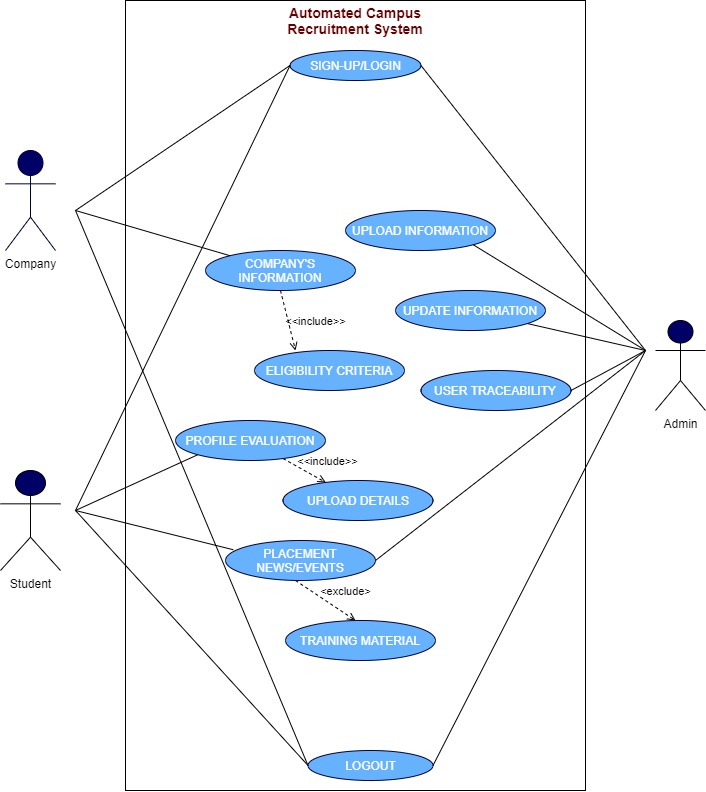 Automated Campus
Recruitment System
SIGN-UP/LOGIN
UPLOAD INFORMATION
COMPANY'S
INFORMATION
Company
UPDATE INFORMATION
<<include>>
ELIGIBILITY CRITERIA
USER TRACEABILITY
Admin
PROFILE EVALUATION
<<include>>
UPLOAD DETAILS
PLACEMENT
NEWS/EVENTS
Student
<exclude>
TRAINING MATERIAL
LOGOUT